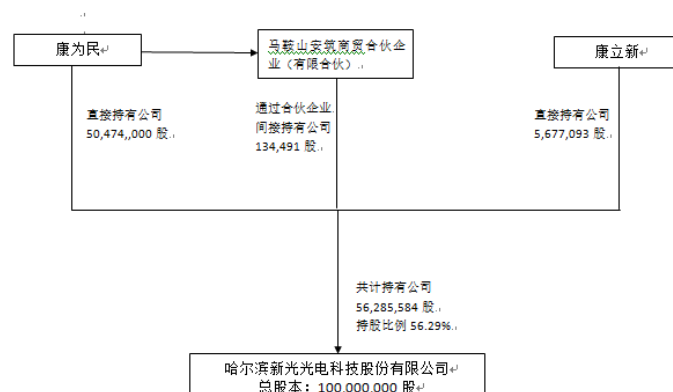 康为民
马鞍山安筑商贸合伙企
业（有限合伙）
康立新
直接持有公司
50,474,,000 股
通过合伙企业
间接持有公司
134,491 股
直接持有公司
5,677,093 股
共计持有公司
56,285,584 股
持股比例 56.29%
哈尔滨新光光电科技股份有限公司
总股本：100,000,000 股